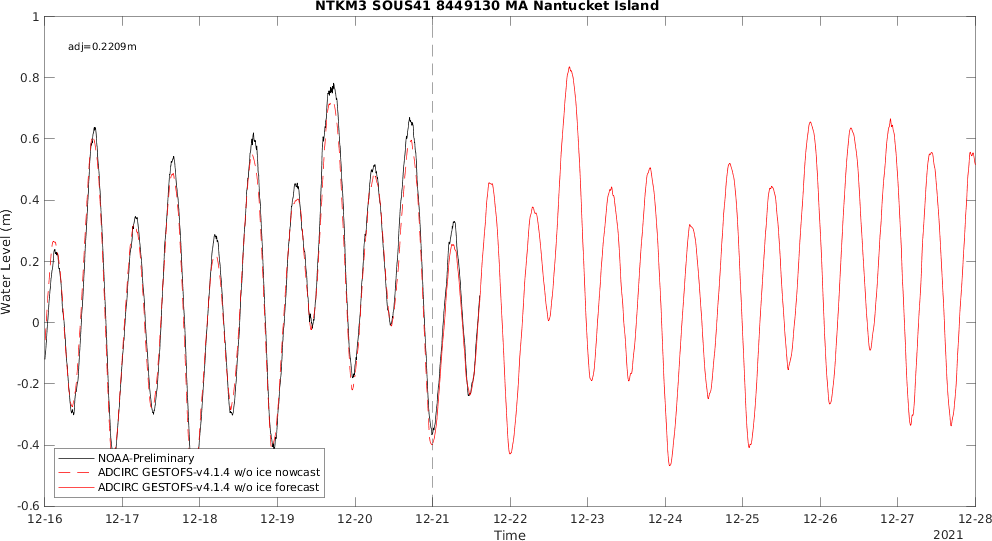 NTKM3 SOUS41 8449130 MA Nantucket Island
adj=0.2209m
1
0.8
0.6
0.4
0.2
0
-0.2
-0.4
-0.6
Water Level (m)
NOAA-Preliminary
ADCIRC GESTOFS-v4.1.4 w/o ice nowcast
ADCIRC GESTOFS-v4.1.4 w/o ice forecast
12-16 12-17 12-18 12-19 12-20 12-21 12-22 12-23 12-24 12-25 12-26 12-27 12-28
Time
2021